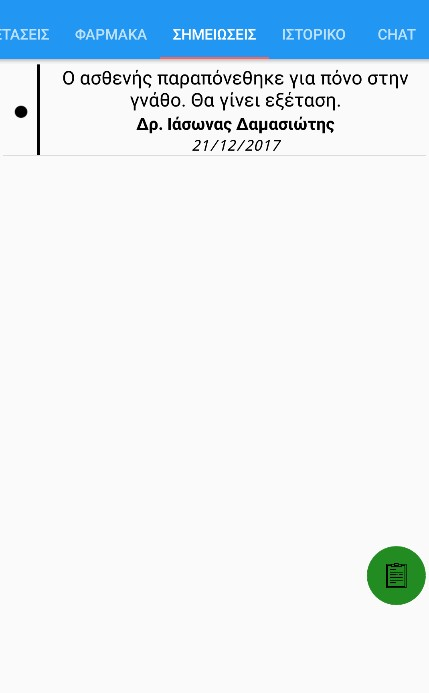 ΤΑΣΕΙΣ ΦΑΡΜΑΚΑ ΣΗΜΕΙΩΣΕΙΣ ΙΣΤΟΡΙΚΟ CHAT
Ο ασθενής παραπόνεθηκε για πόνο στην
γνάθο. Θα γίνει εξέταση.
Δρ. Ιάσωνας Δαμασιώτης
21/12/2017